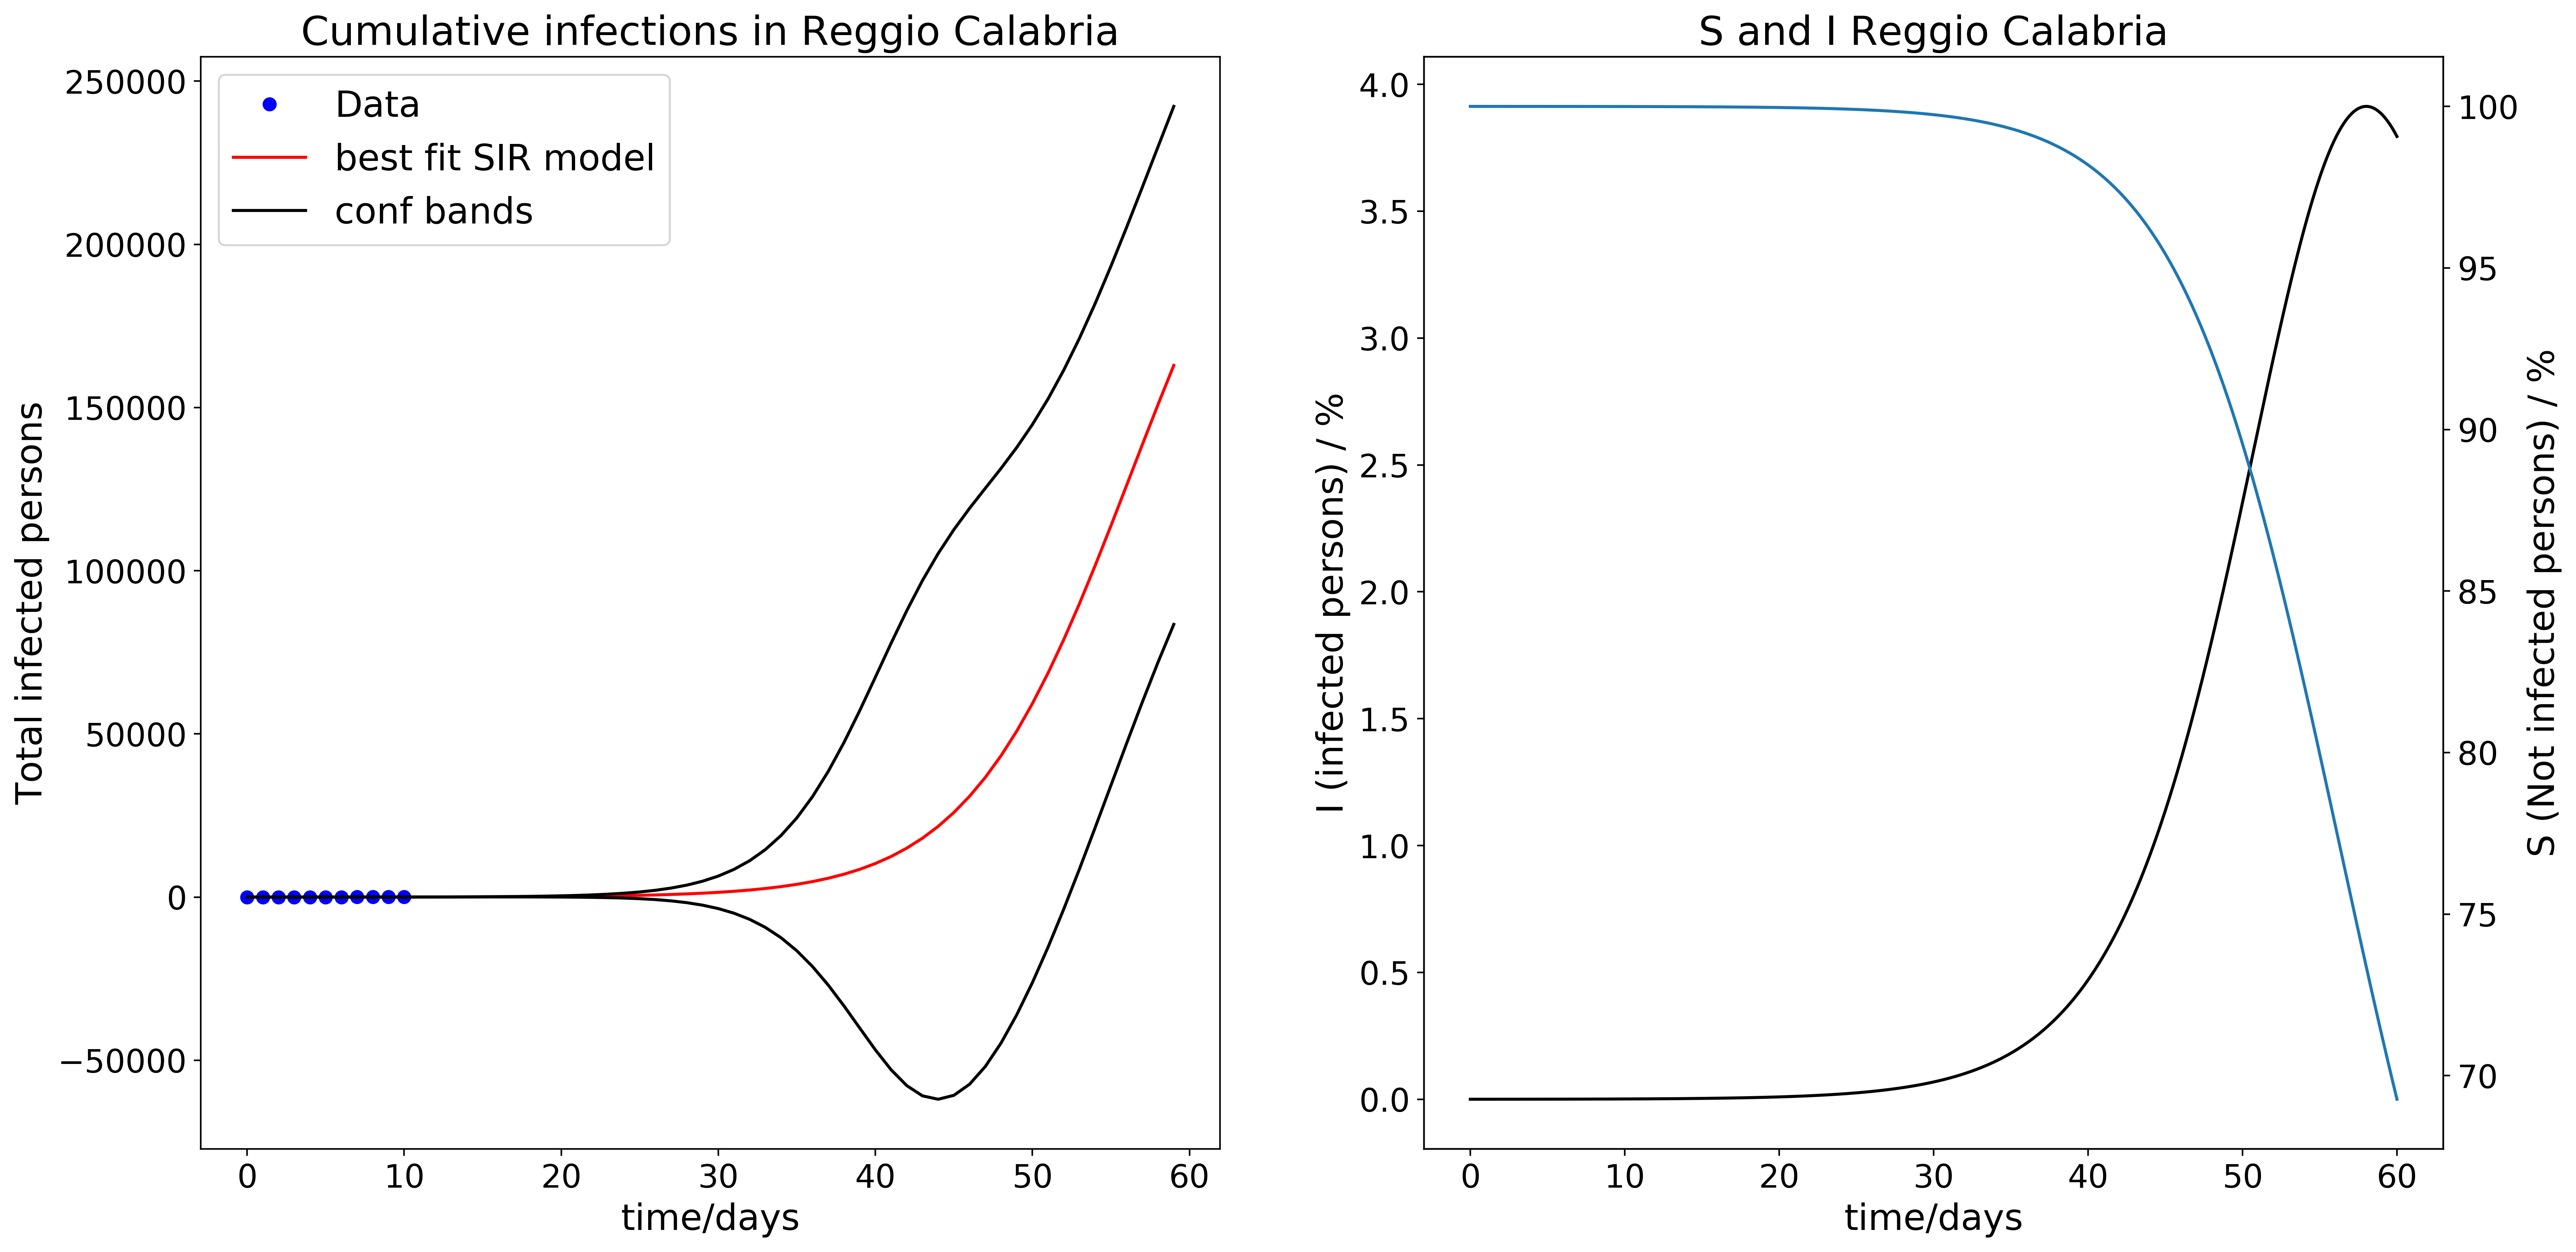 Cumulative infections in Reggio Calabria
250000
200000
150000
100000
50000
0
−50000
Total infected persons
Data
best fit SIR model
conf bands
0 10 20 30 40 50 60
time/days
S and I Reggio Calabria
4.0
3.5
3.0
2.5
2.0
1.5
1.0
0.5
0.0
I (infected persons) / %
100
95
90
85
80
75
70
S (Not infected persons) / %
0 10 20 30 40 50 60
time/days